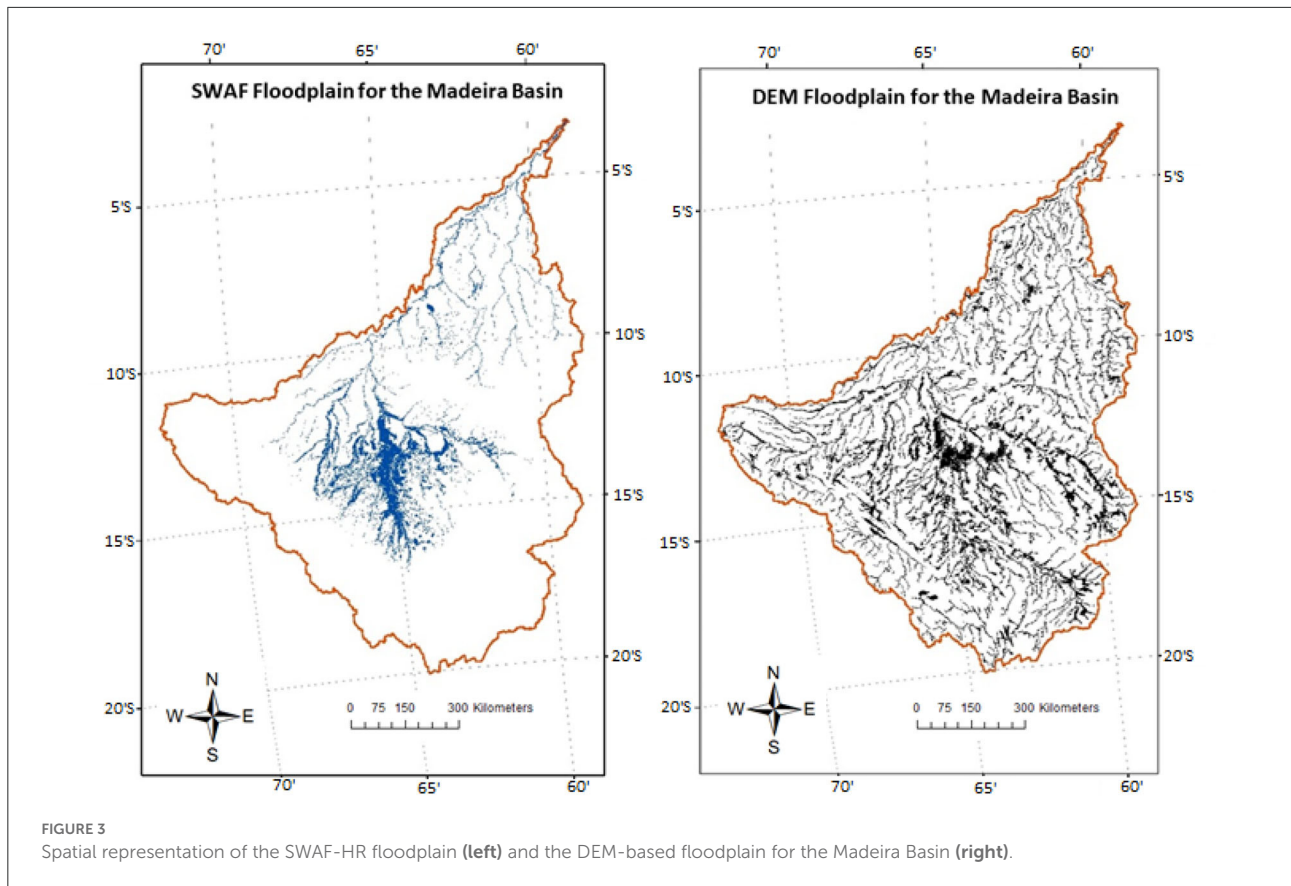 70' 65' 60'
SWAF Floodplain for the Madeira Basin
5'S
10'S
15'S
20'S
5'S
10'S
15'S
20'S
N
W E
S
0 75 150 300 Kilometers
70' 65' 60'
70' 65' 60'
DEM Floodplain for the Madeira Basin
5'S
10'S
15'S
20'S
5'S
10'S
15'S
20'S
N
W E
S
0 75 150 300 Kilometers
70' 65' 60'
FIGURE 3
Spatial representation of the SWAF-HR floodplain (left) and the DEM-based floodplain for the Madeira Basin (right).